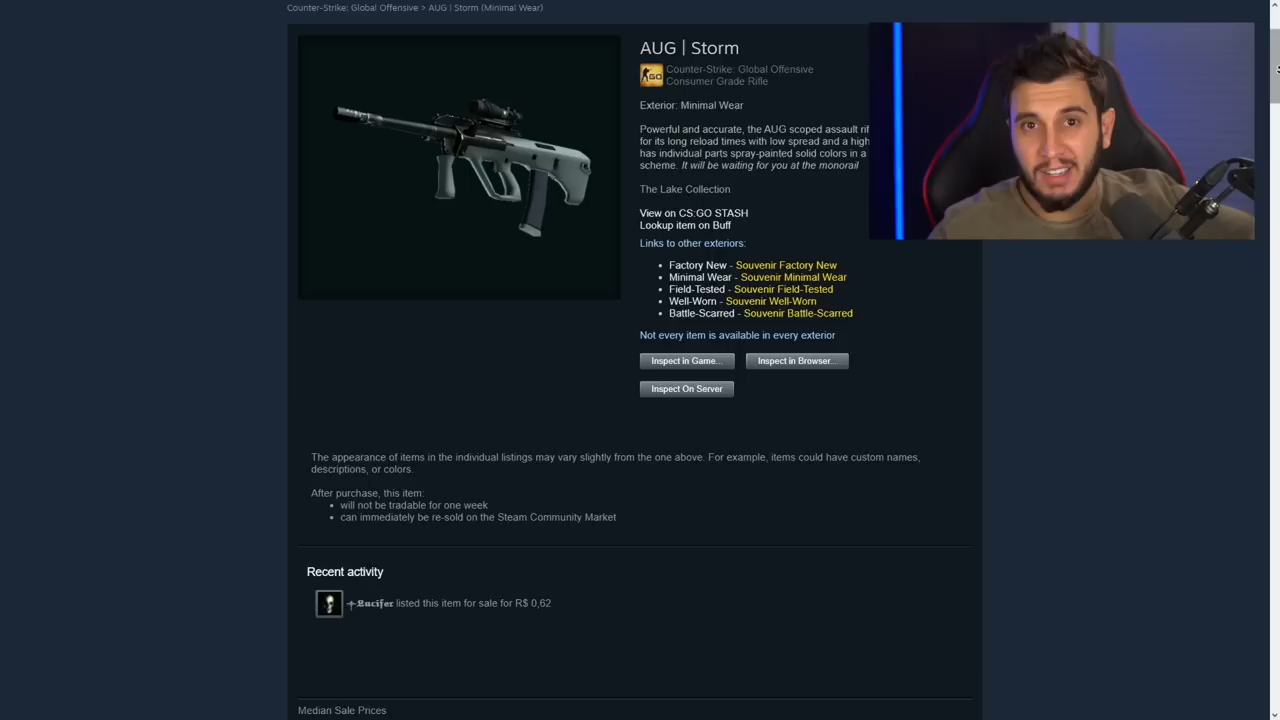 Counter-Strike: Global Offensive > AUG | Storm (Minimal Wear)
AUG | Storm
GO
Counter-Strike: Global Offensive
Consumer Grade Rifle
Exterior: Minimal Wear
Powerful and accurate, the AUG scoped assault rif
for its long reload times with low spread and a high
has individual parts spray-painted solid colors in a
scheme. It will be waiting for you at the monorail
The Lake Collection
View on CS:GO STASH
Lookup item on Buff
Links to other exteriors:
Factory New - Souvenir Factory New
Minimal Wear - Souvenir Minimal Wear
Field-Tested - Souvenir Field-Tested
Well-Worn - Souvenir Well-Worn
Battle-Scarred - Souvenir Battle-Scarred
Not every item is available in every exterior
Inspect in Game...
Inspect in Browser...
Inspect On Server
The appearance of items in the individual listings may vary slightly from the one above. For example, items could have custom names,
descriptions, or colors.
After purchase, this item:
will not be tradable for one week
can immediately be re-sold on the Steam Community Market
Recent activity
𝕷𝖚𝖈𝖎𝖋𝖊𝖗 listed this item for sale for R$ 0,62
Median Sale Prices